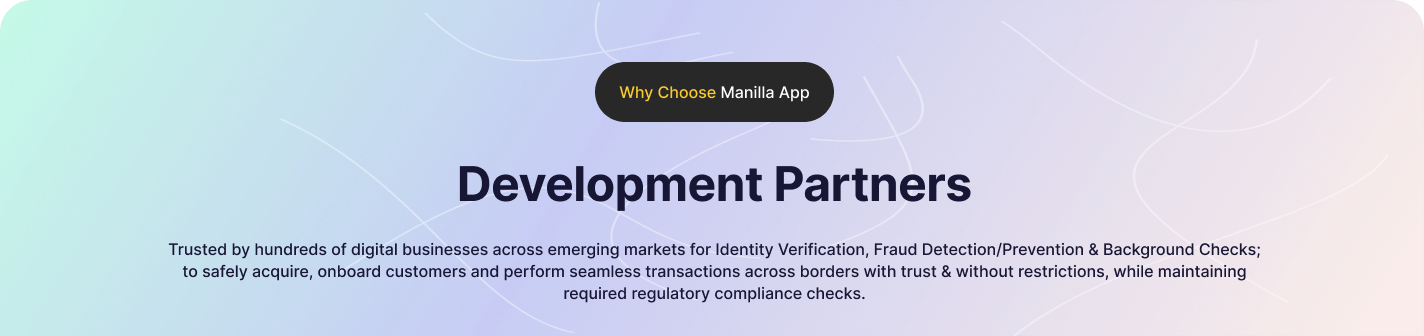 Why Choose Manilla App
Development Partners
Trusted by hundreds of digital businesses across emerging markets for Identity Verification, Fraud Detection/Prevention & Background Checks;
to safely acquire, onboard customers and perform seamless transactions across borders with trust & without restrictions, while maintaining
required regulatory compliance checks.